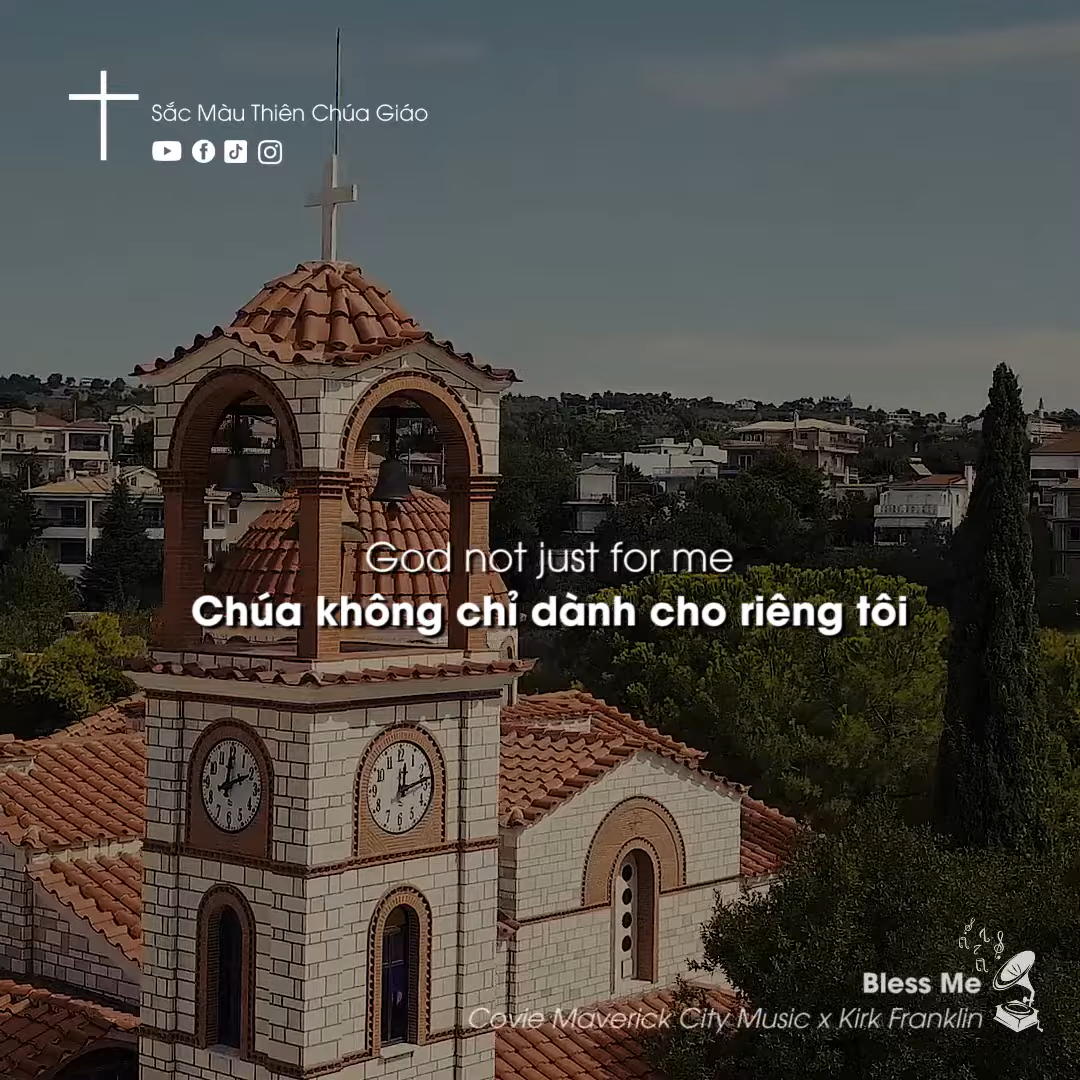 Sắc Màu Thiên Chúa Giáo
God not just for me
Chúa không chỉ dành cho riêng tôi
Bless Me
Covie Maverick City Music x Kirk Franklin